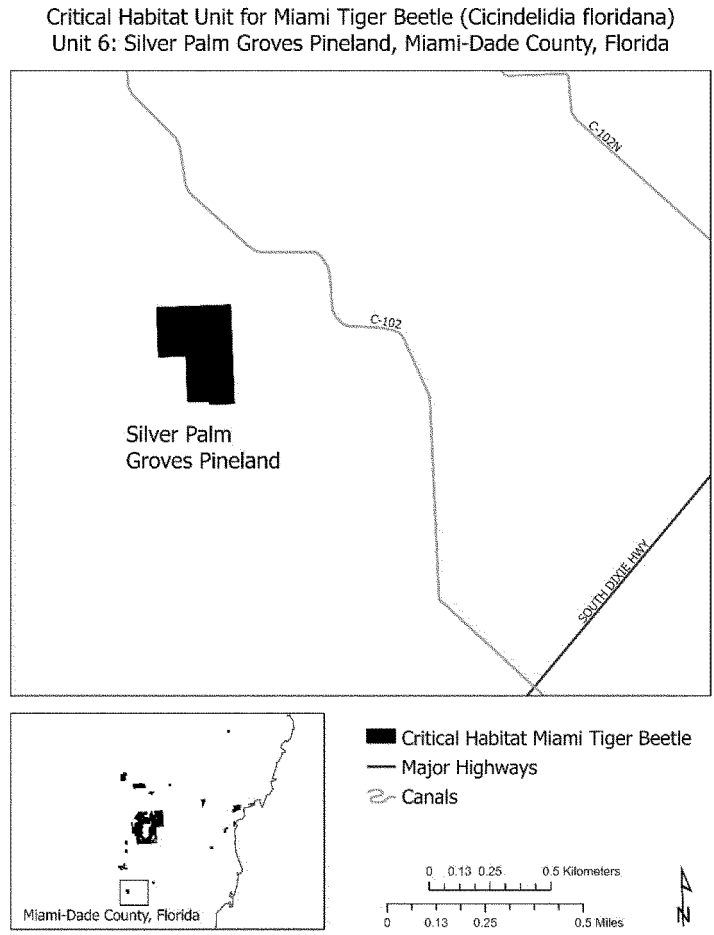 Critical Habitat Unit for Miami Tiger Beetle (Cicindelidia floridana)
Unit 6: Silver Palm Groves Pineland, Miami-Dade County, Florida
C-102N
C-102
Silver Palm
Groves Pineland
SOUTH DIXIE HWY
Critical Habitat Miami Tiger Beetle
Major Highways
Canals
Miami-Dade County, Florida
0 0.13 0.25 0.5 Kilometers
0 0.13 0.25 0.5 Miles
N